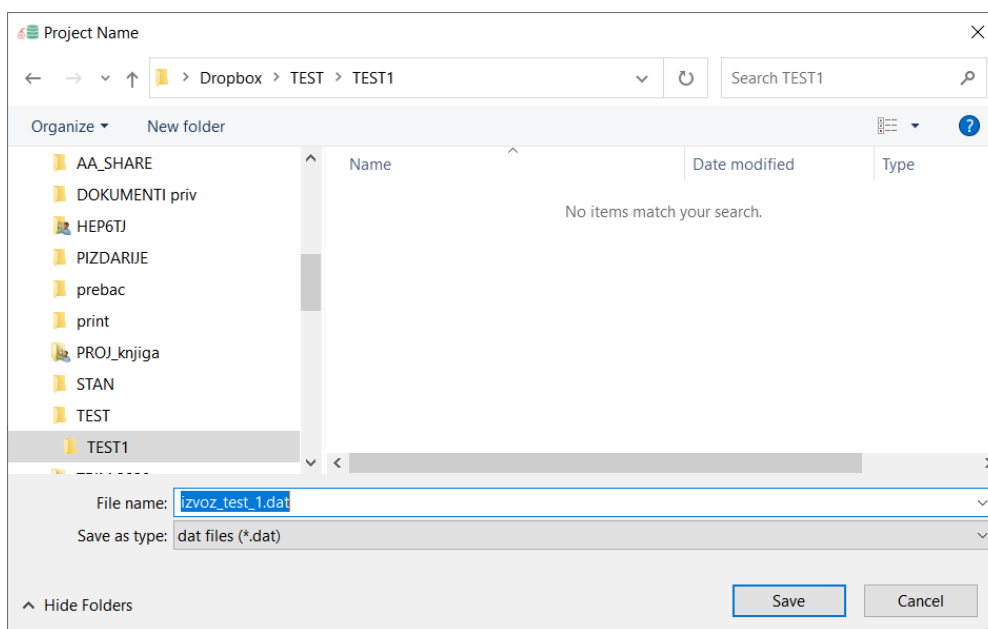 Project Name
Dropbox > TEST > TEST1
Search TEST1
Organize
New folder
?
Name
Date modified
Type
No items match your search.
AA_SHARE
DOKUMENTI priv
HEP6TJ
PIZDARIJE
prebac
print
PROJ_knjiga
STAN
TEST
TEST1
File name: izvoz_test_1.dat
Save as type: dat files (*.dat)
Hide Folders
Save
Cancel